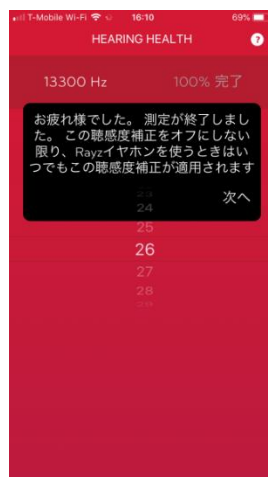 T-Mobile Wi-Fi 16:10 69%
HEARING HEALTH ?
13300 Hz 100% 完了
お疲れ様でした。 測定が終了しまし
た。 この聴感度補正をオフにしない
限り、Rayzイヤホンを使うときはい
つでもこの聴感度補正が適用されます
次へ
24
25
26
27
28